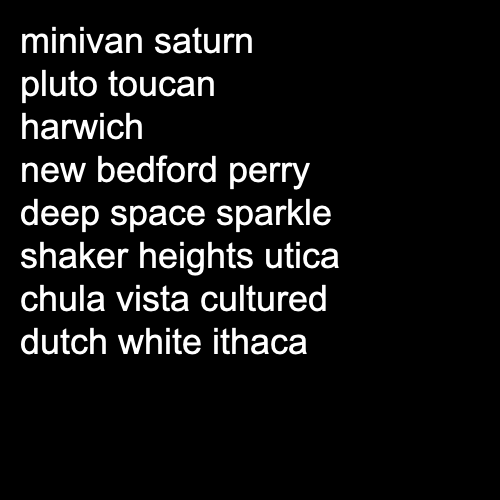 minivan saturn
pluto toucan
harwich
new bedford perry
deep space sparkle
shaker heights utica
chula vista cultured
dutch white ithaca